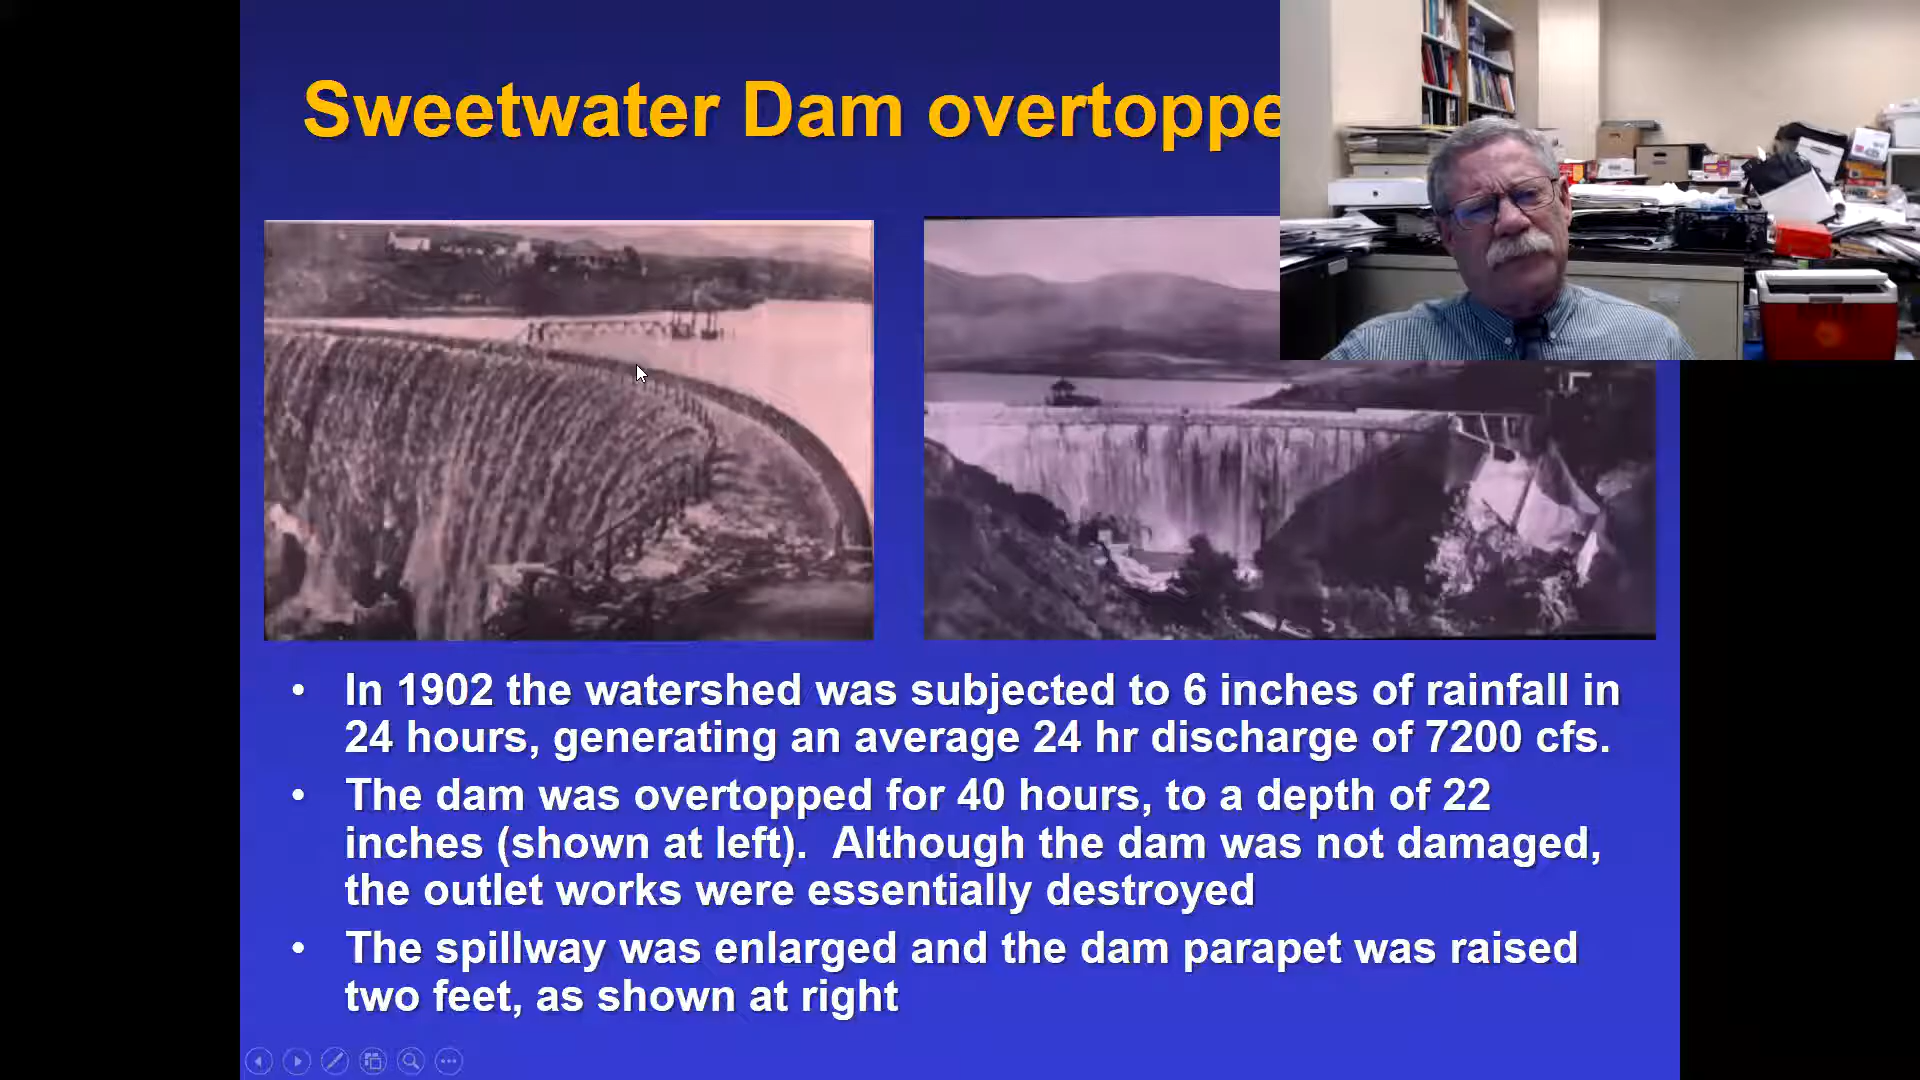 Sweetwater Dam overtoppe
• In 1902 the watershed was subjected to 6 inches of rainfall in
24 hours, generating an average 24 hr discharge of 7200 cfs.
• The dam was overtopped for 40 hours, to a depth of 22
inches (shown at left).  Although the dam was not damaged,
the outlet works were essentially destroyed
• The spillway was enlarged and the dam parapet was raised
two feet, as shown at right